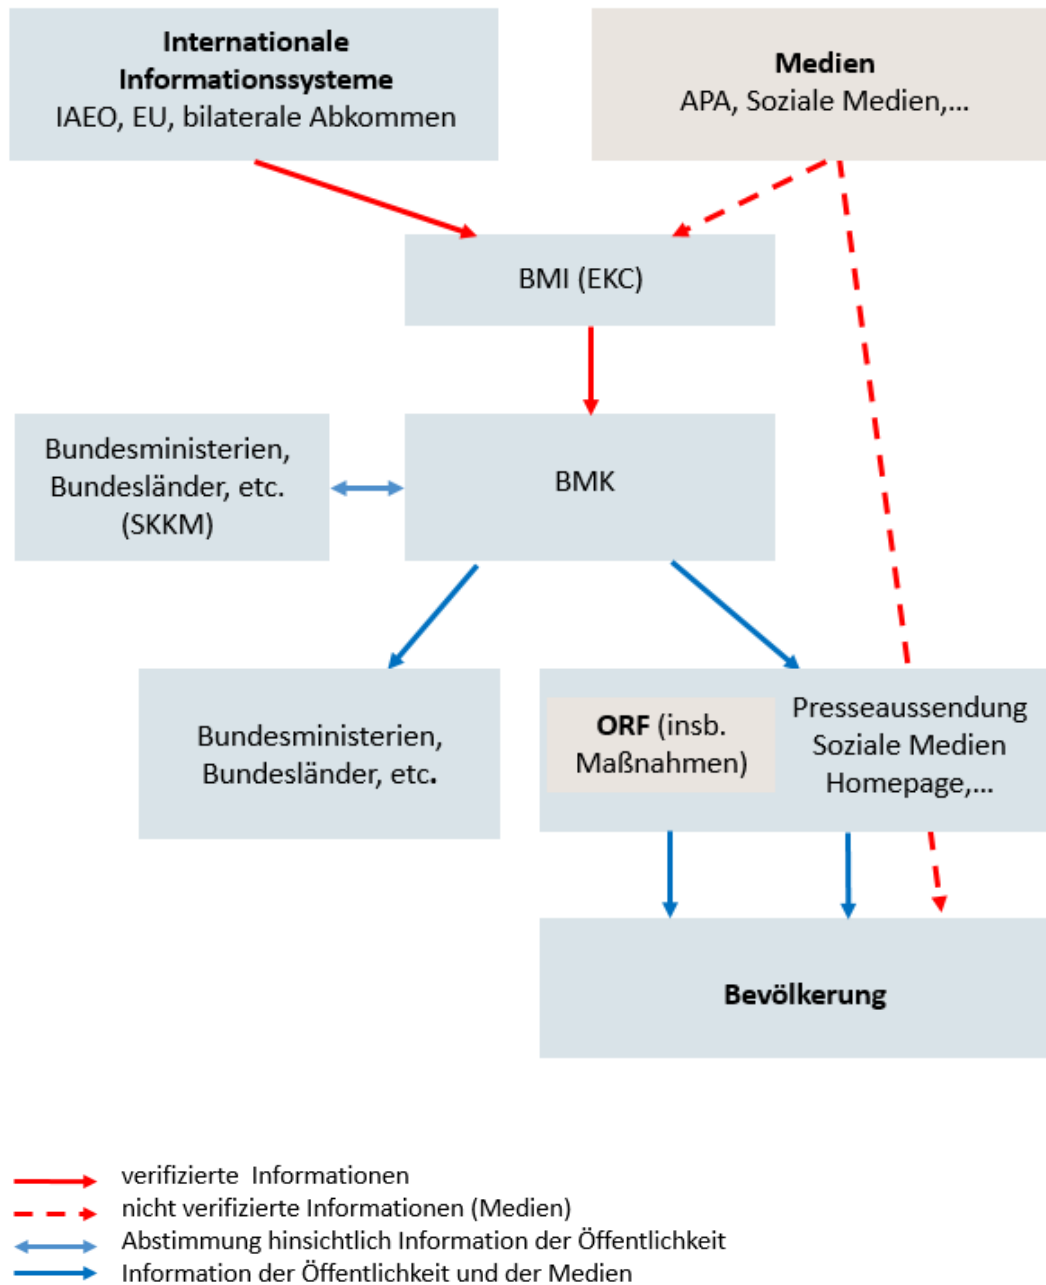 Internationale
Informationssysteme
IAEO, EU, bilaterale Abkommen
Medien
APA, Soziale Medien,...
BMI (EKC)
Bundesministerien,
Bundesländer, etc.
(SKKM)
BMK
Bundesministerien,
Bundesländer, etc.
ORF (insb.
Maßnahmen)
Presseaussendung
Soziale Medien
Homepage,...
Bevölkerung
verifizierte Informationen
nicht verifizierte Informationen (Medien)
Abstimmung hinsichtlich Information der Öffentlichkeit
Information der Öffentlichkeit und der Medien